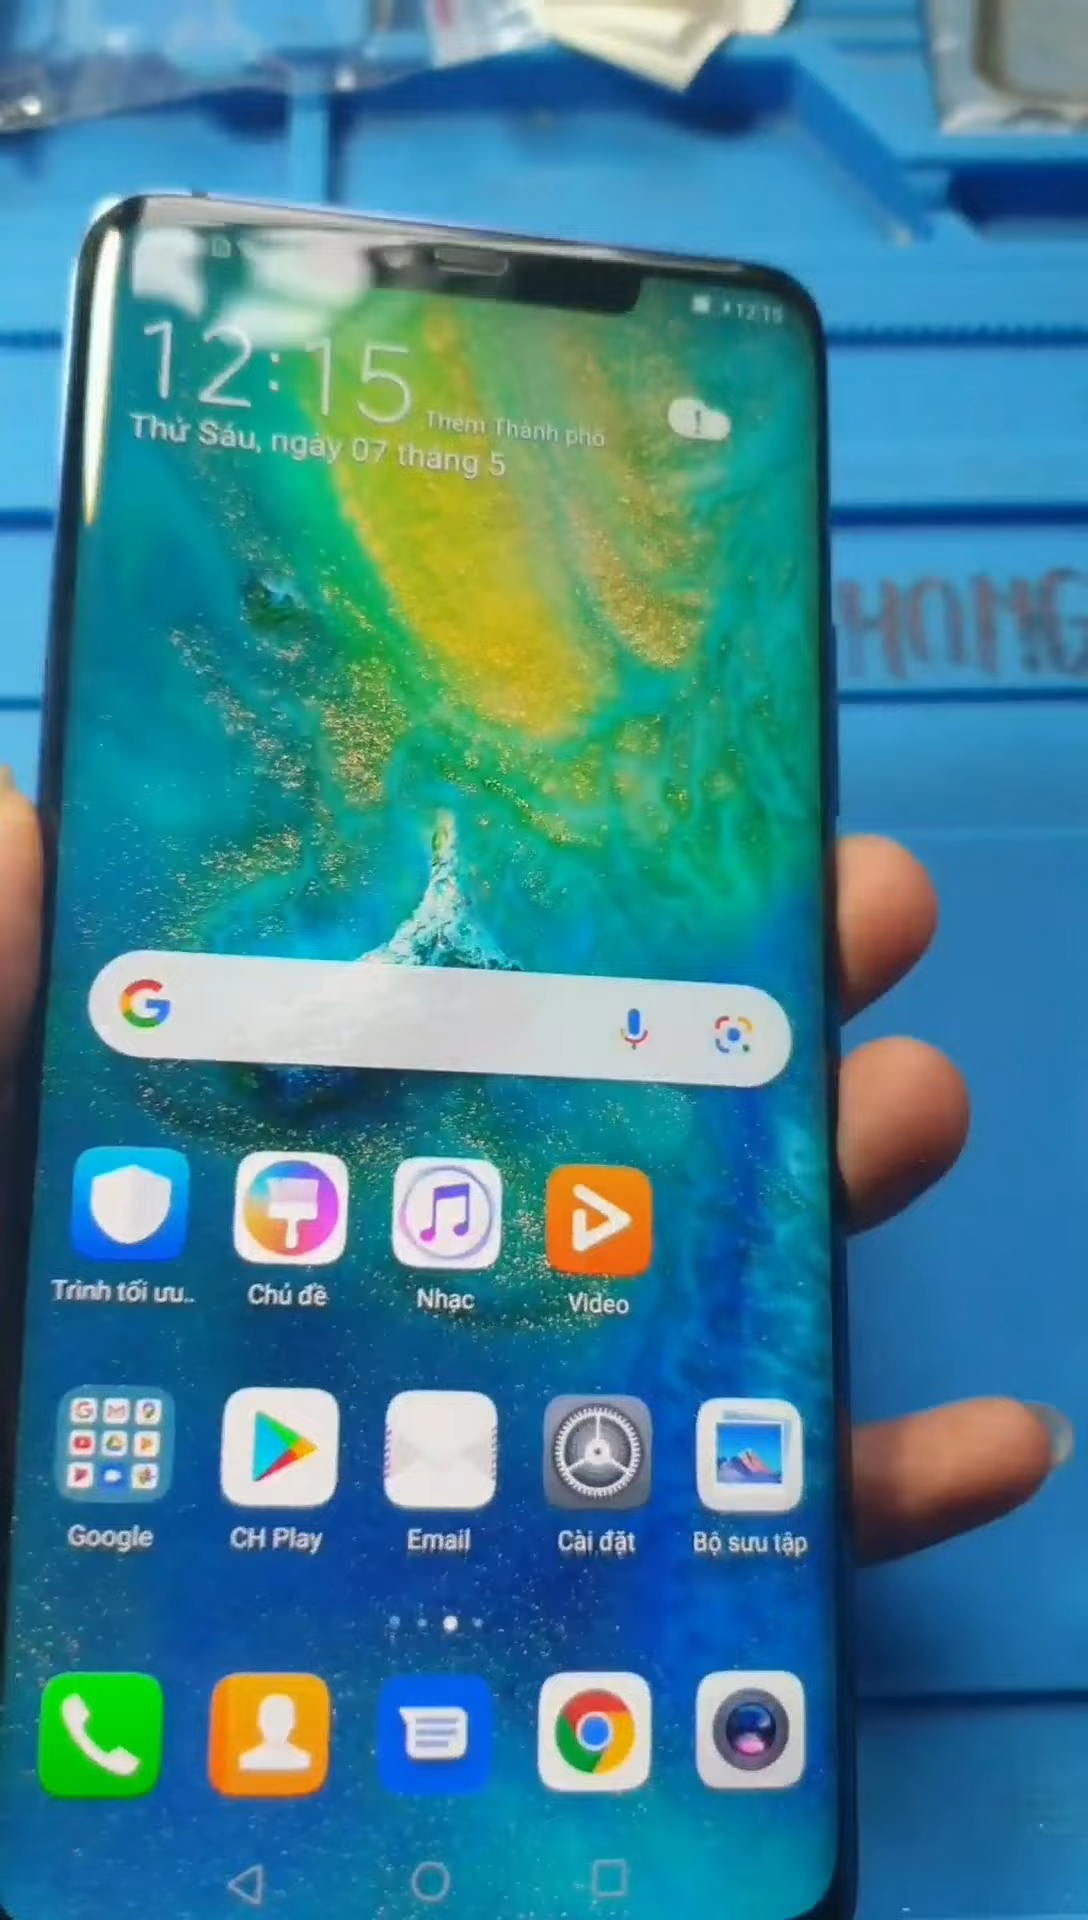 12:15
12:15
Thêm Thành phố
Thứ Sáu, ngày 07 tháng 5
HUNG
Trình tối ưu..
Chủ đề
Nhạc
Video
Google
CH Play
Email
Cài đặt
Bộ sưu tập